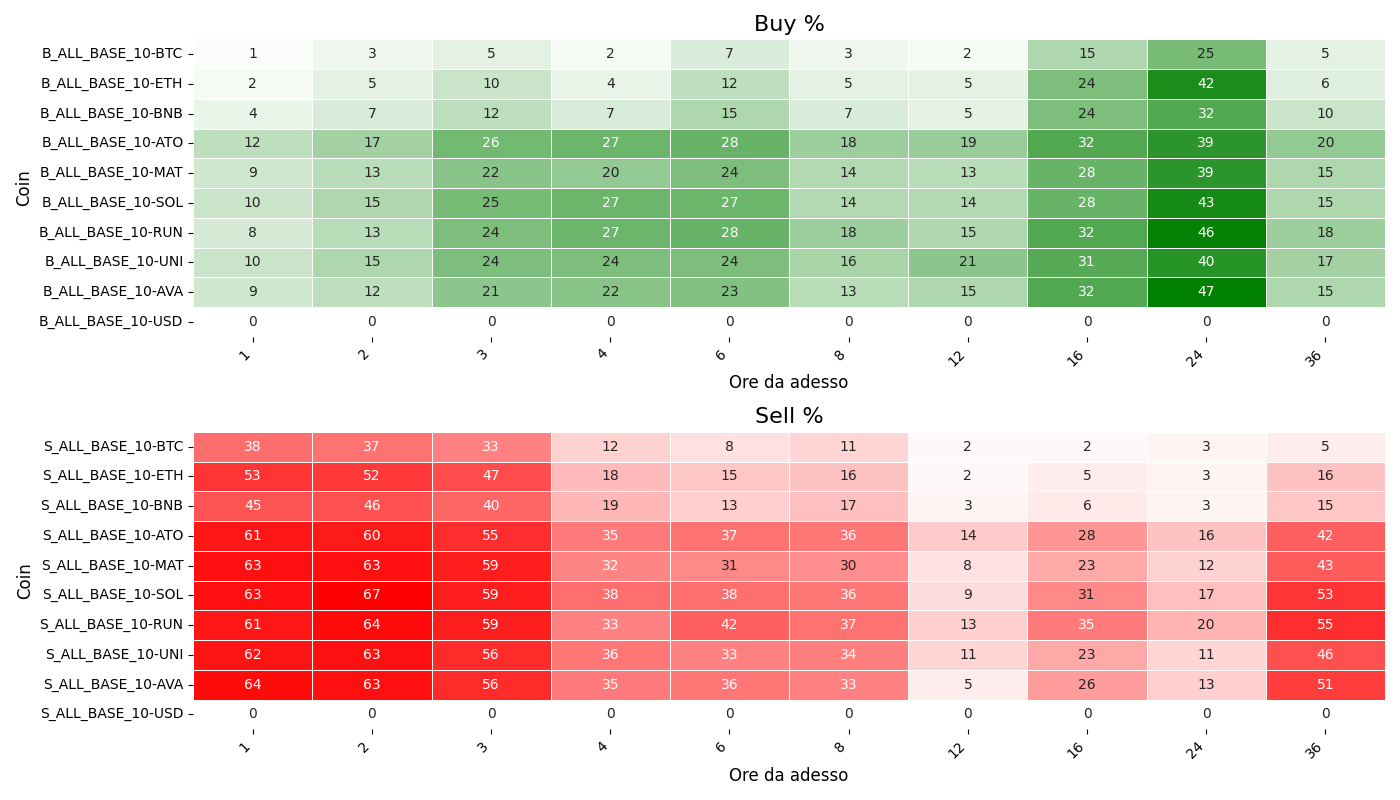 Buy %
Coin
B_ALL_BASE_10-BTC 1 3 5 2 7 3 2 15 25 5
B_ALL_BASE_10-ETH 2 5 10 4 12 5 5 24 42 6
B_ALL_BASE_10-BNB 4 7 12 7 15 7 5 24 32 10
B_ALL_BASE_10-ATO 12 17 26 27 28 18 19 32 39 20
B_ALL_BASE_10-MAT 9 13 22 20 24 14 13 28 39 15
B_ALL_BASE_10-SOL 10 15 25 27 27 14 14 28 43 15
B_ALL_BASE_10-RUN 8 13 24 27 28 18 15 32 46 18
B_ALL_BASE_10-UNI 10 15 24 24 24 16 21 31 40 17
B_ALL_BASE_10-AVA 9 12 21 22 23 13 15 32 47 15
B_ALL_BASE_10-USD 0 0 0 0 0 0 0 0 0 0
1 2 3 4 6 8 12 16 24 36
Ore da adesso
Sell %
Coin
S_ALL_BASE_10-BTC 38 37 33 12 8 11 2 2 3 5
S_ALL_BASE_10-ETH 53 52 47 18 15 16 2 5 3 16
S_ALL_BASE_10-BNB 45 46 40 19 13 17 3 6 3 15
S_ALL_BASE_10-ATO 61 60 55 35 37 36 14 28 16 42
S_ALL_BASE_10-MAT 63 63 59 32 31 30 8 23 12 43
S_ALL_BASE_10-SOL 63 67 59 38 38 36 9 31 17 53
S_ALL_BASE_10-RUN 61 64 59 33 42 37 13 35 20 55
S_ALL_BASE_10-UNI 62 63 56 36 33 34 11 23 11 46
S_ALL_BASE_10-AVA 64 63 56 35 36 33 5 26 13 51
S_ALL_BASE_10-USD 0 0 0 0 0 0 0 0 0 0
1 2 3 4 6 8 12 16 24 36
Ore da adesso